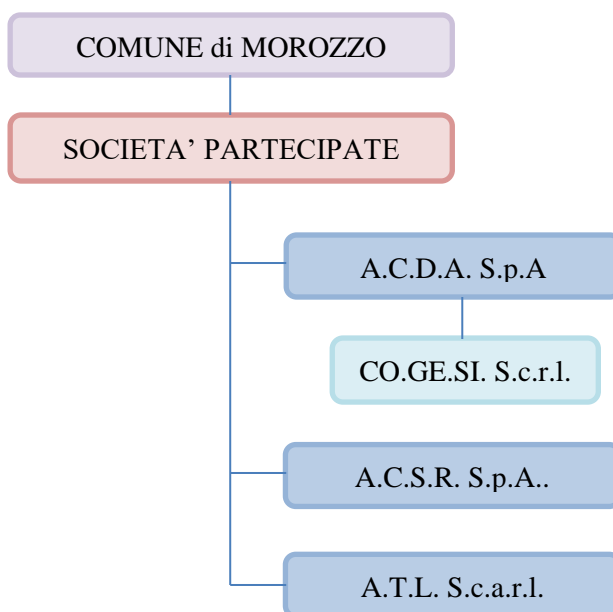 COMUNE di MOROZZO
SOCIETA’ PARTECIPATE
A.C.D.A. S.p.A
CO.GE.SI. S.c.r.l.
A.C.S.R. S.p.A..
A.T.L. S.c.a.r.l.